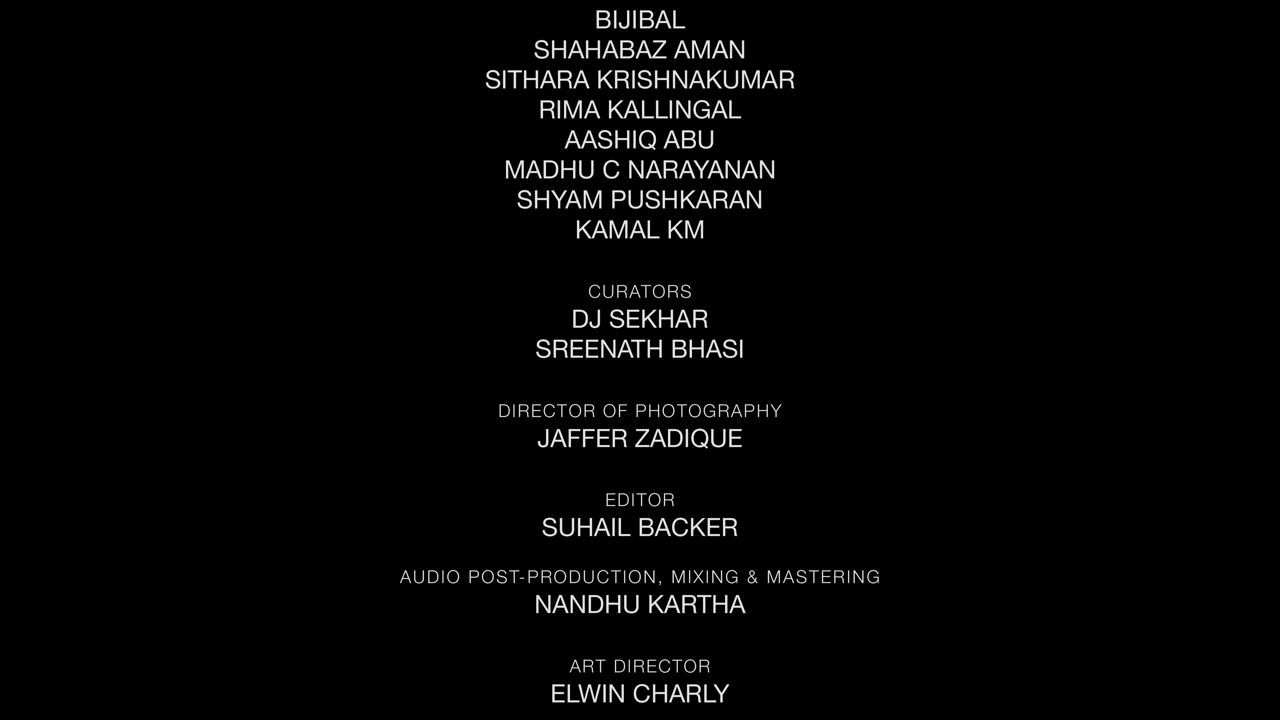 BIJIBAL
SHAHABAZ AMAN
SITHARA KRISHNAKUMAR
RIMA KALLINGAL
AASHIQ ABU
MADHU C NARAYANAN
SHYAM PUSHKARAN
KAMAL KM
CURATORS
DJ SEKHAR
SREENATH BHASI
DIRECTOR OF PHOTOGRAPHY
JAFFER ZADIQUE
EDITOR
SUHAIL BACKER
AUDIO POST-PRODUCTION, MIXING & MASTERING
NANDHU KARTHA
ART DIRECTOR
ELWIN CHARLY